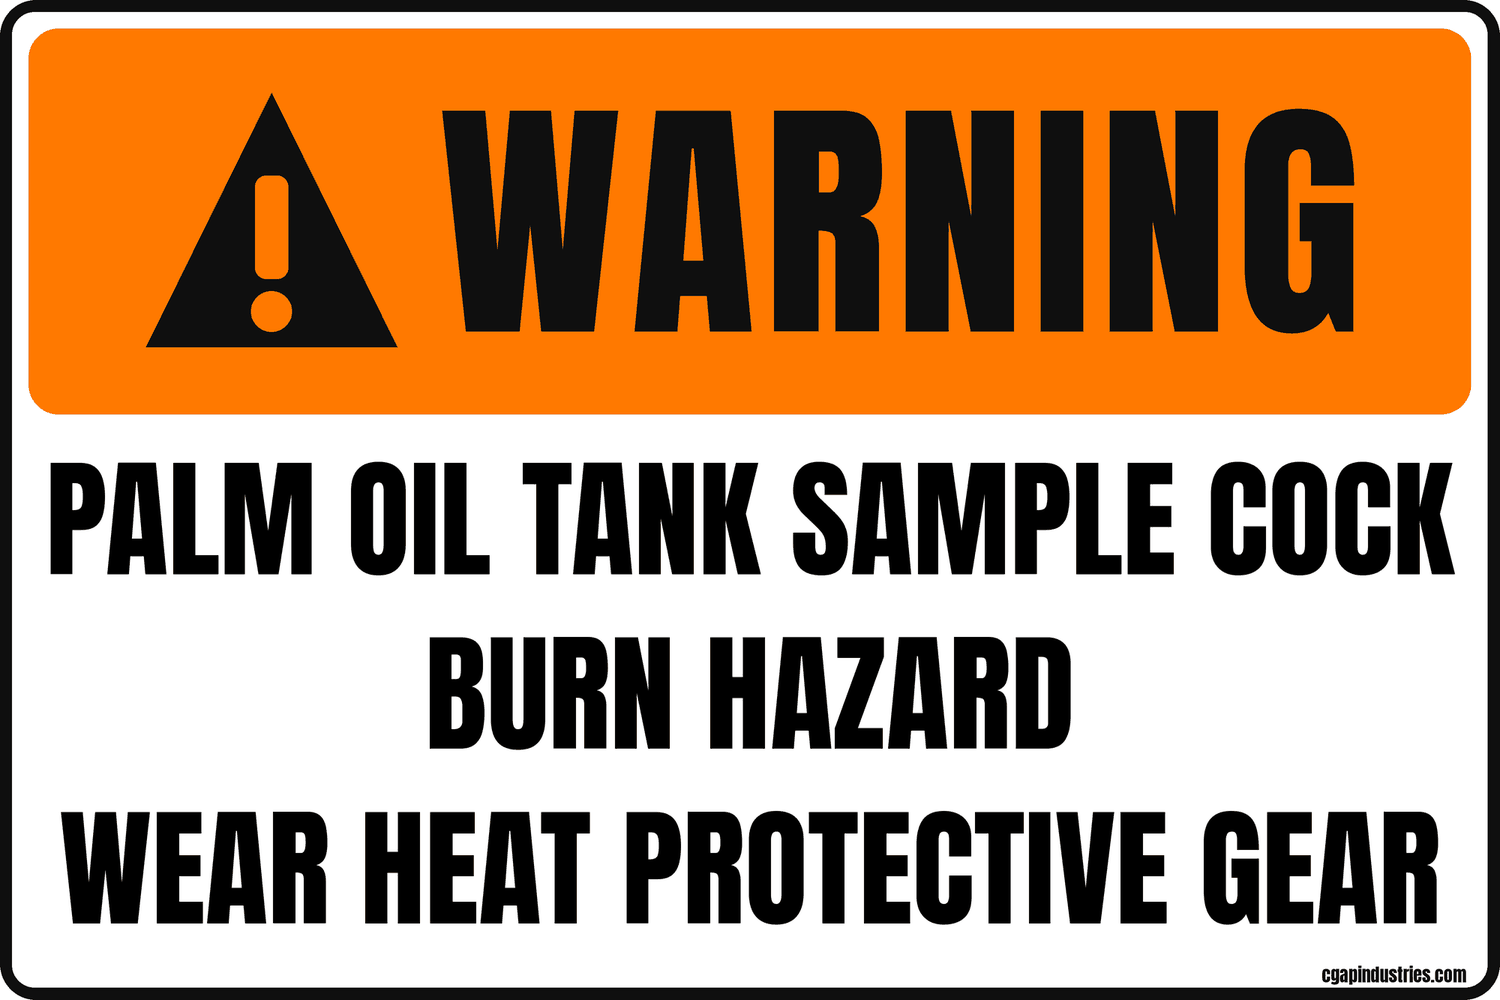 WARNING
PALM OIL TANK SAMPLE COCK
BURN HAZARD
WEAR HEAT PROTECTIVE GEAR
cgapindustries.com